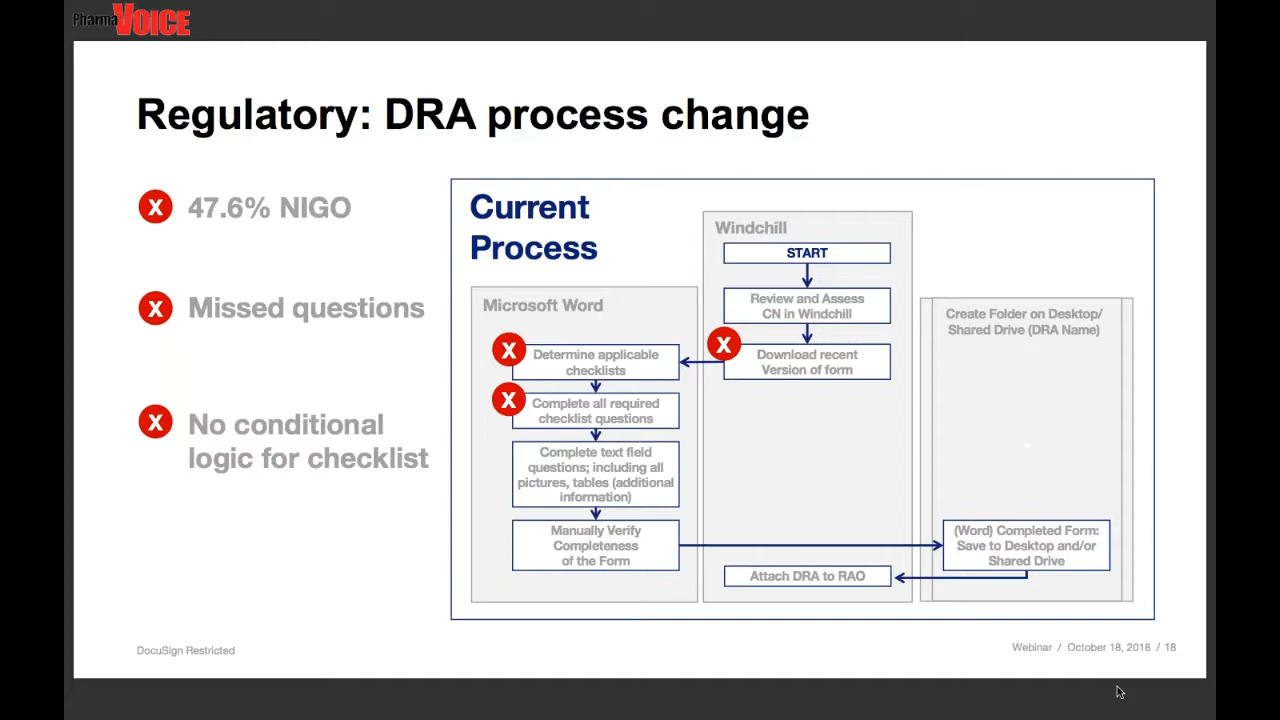 PharmaVOICE
Regulatory: DRA process change
X 47.6% NIGO
X Missed questions
X No conditional
logic for checklist
Current
Process
Windchill
START
Review and Assess
CN in Windchill
X Download recent
Version of form
Microsoft Word
X Determine applicable
checklists
X Complete all required
checklist questions
Complete text field
questions; including all
pictures, tables (additional
information)
Manually Verify
Completeness
of the Form
Create Folder on Desktop/
Shared Drive (DRA Name)
(Word) Completed Form:
Save to Desktop and/or
Shared Drive
Attach DRA to RAO
DocuSign Restricted
Webinar / October 18, 2018 / 18